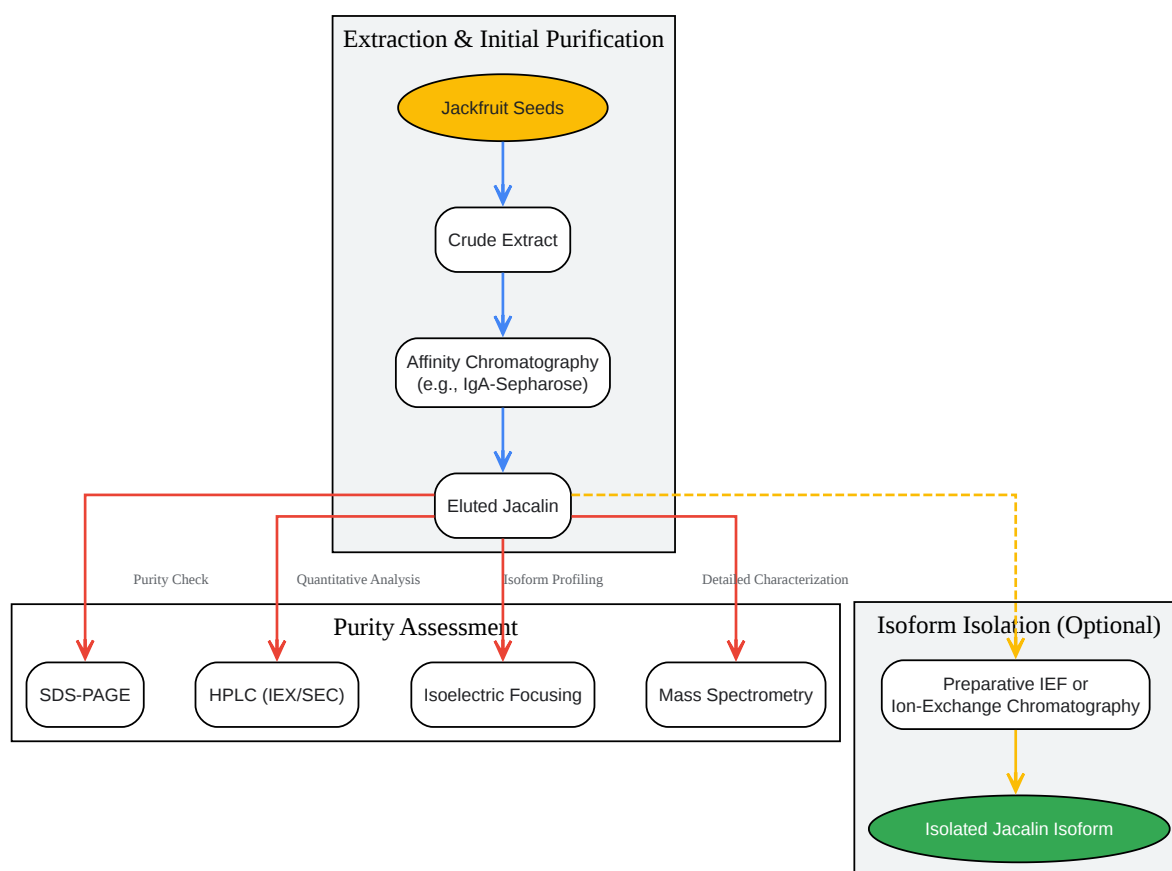 Extraction & Initial Purification
Jackfruit Seeds
Crude Extract
Affinity Chromatography
(e.g., IgA-Sepharose)
Eluted Jacalin
Purity Check
Quantitative Analysis
Isoform Profiling
Detailed Characterization
Purity Assessment
SDS-PAGE
HPLC (IEX/SEC)
Isoelectric Focusing
Mass Spectrometry
Isoform Isolation (Optional)
Preparative IEF or
Ion-Exchange Chromatography
Isolated Jacalin Isoform